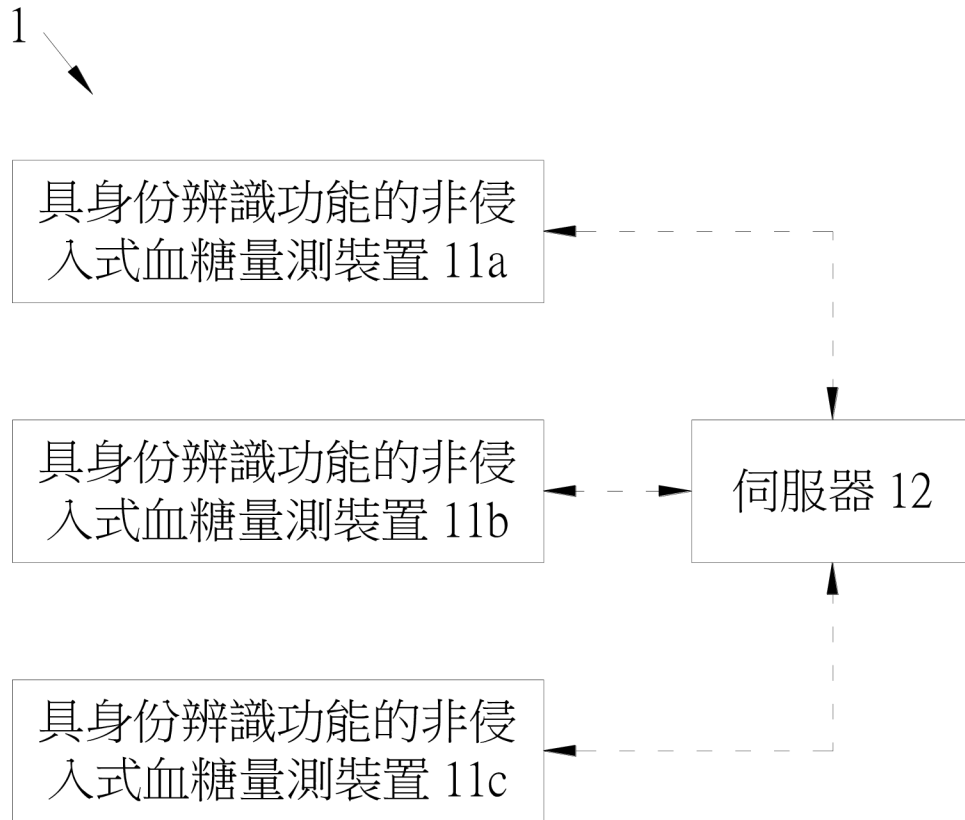 1
具身份辨識功能的非侵
入式血糖量測裝置 11a
具身份辨識功能的非侵
入式血糖量測裝置 11b
伺服器 12
具身份辨識功能的非侵
入式血糖量測裝置 11c